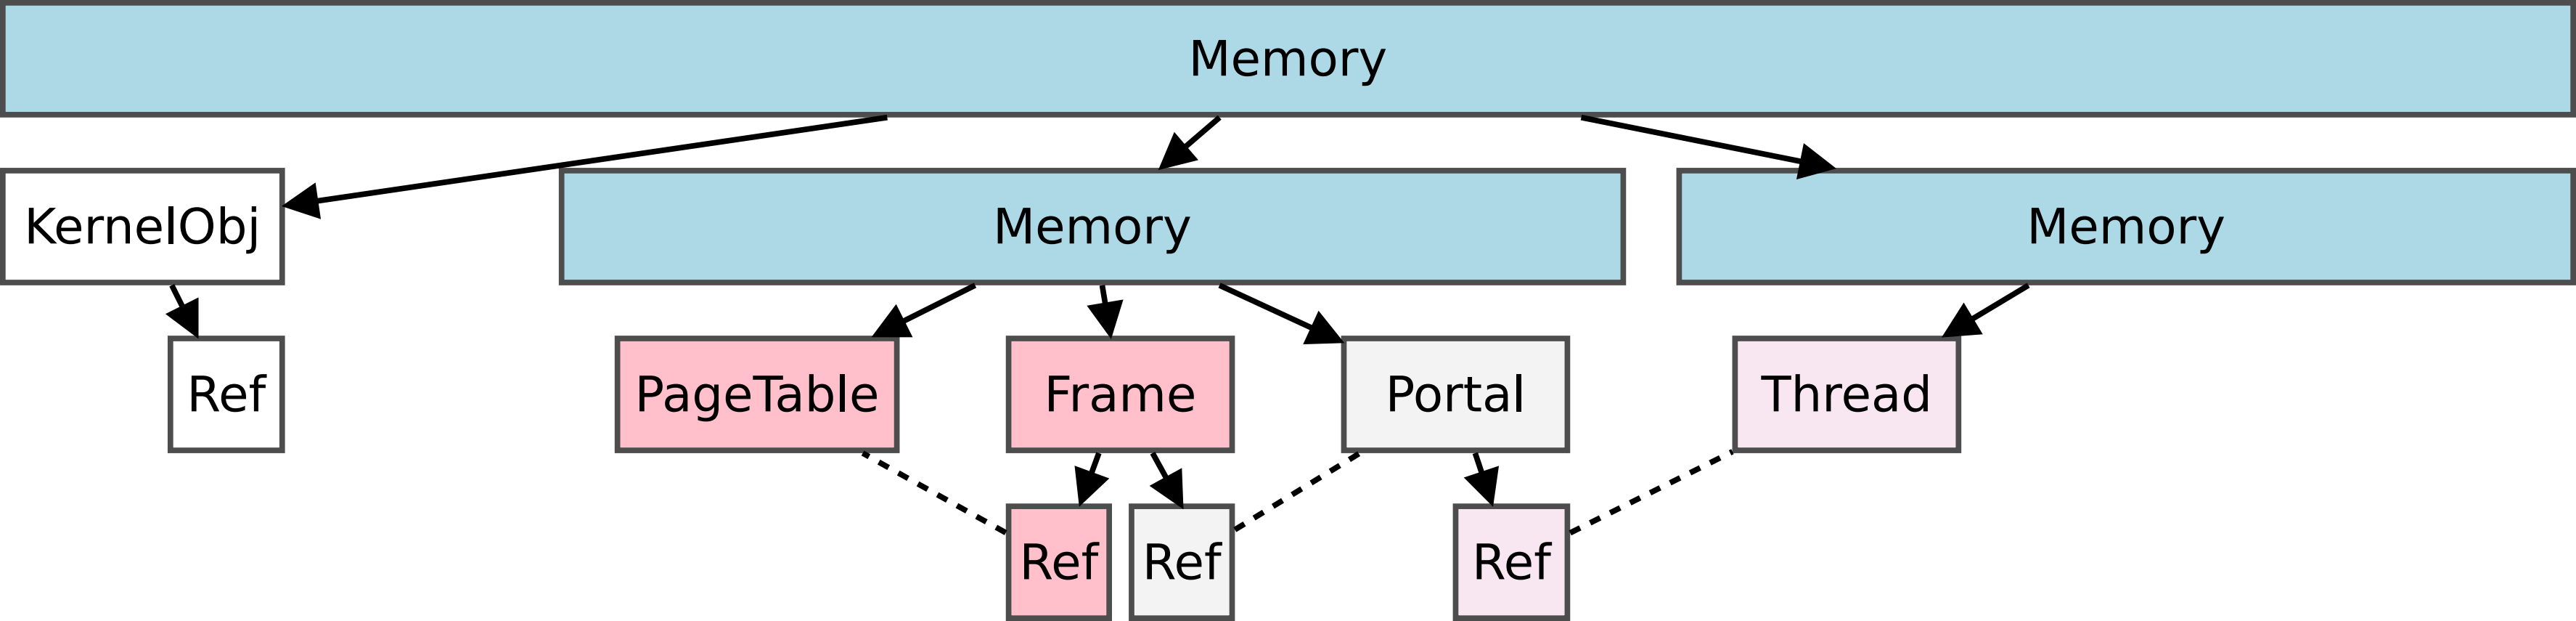 Memory
KernelObj
Memory
Memory
Ref
PageTable
Frame
Portal
Thread
Ref
Ref
Ref